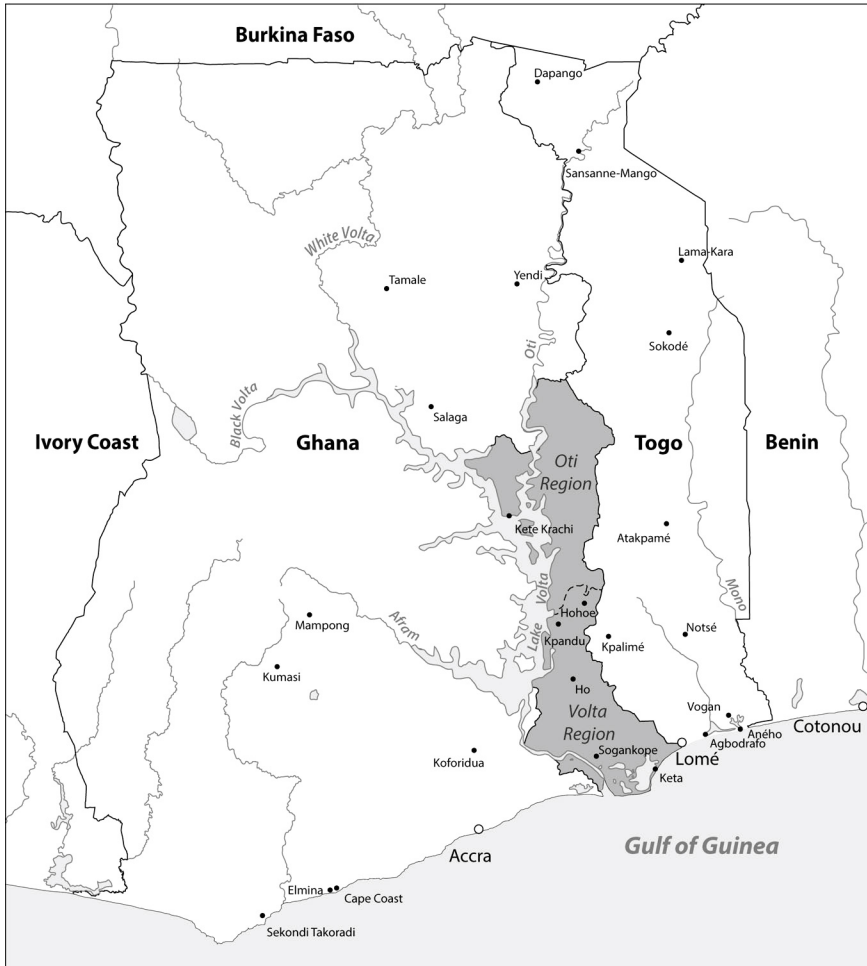 Burkina Faso
Dapango
Sansanne-Mango
White Volta
Lama-Kara
Tamale
Yendi
Sokodé
Oti
Black Volta
Salaga
Ivory Coast
Ghana
Togo
Benin
Oti
Region
Kete Krachi
Atakpamé
Mono
Lake Volta
Hohoe
Afram
Mampong
Kpandu
Kpalimé
Notsé
Kumasi
Ho
Volta
Region
Vogan
Cotonou
Aného
Agbodrafo
Lomé
Sogankope
Koforidua
Keta
Accra
Gulf of Guinea
Elmina
Cape Coast
Sekondi Takoradi